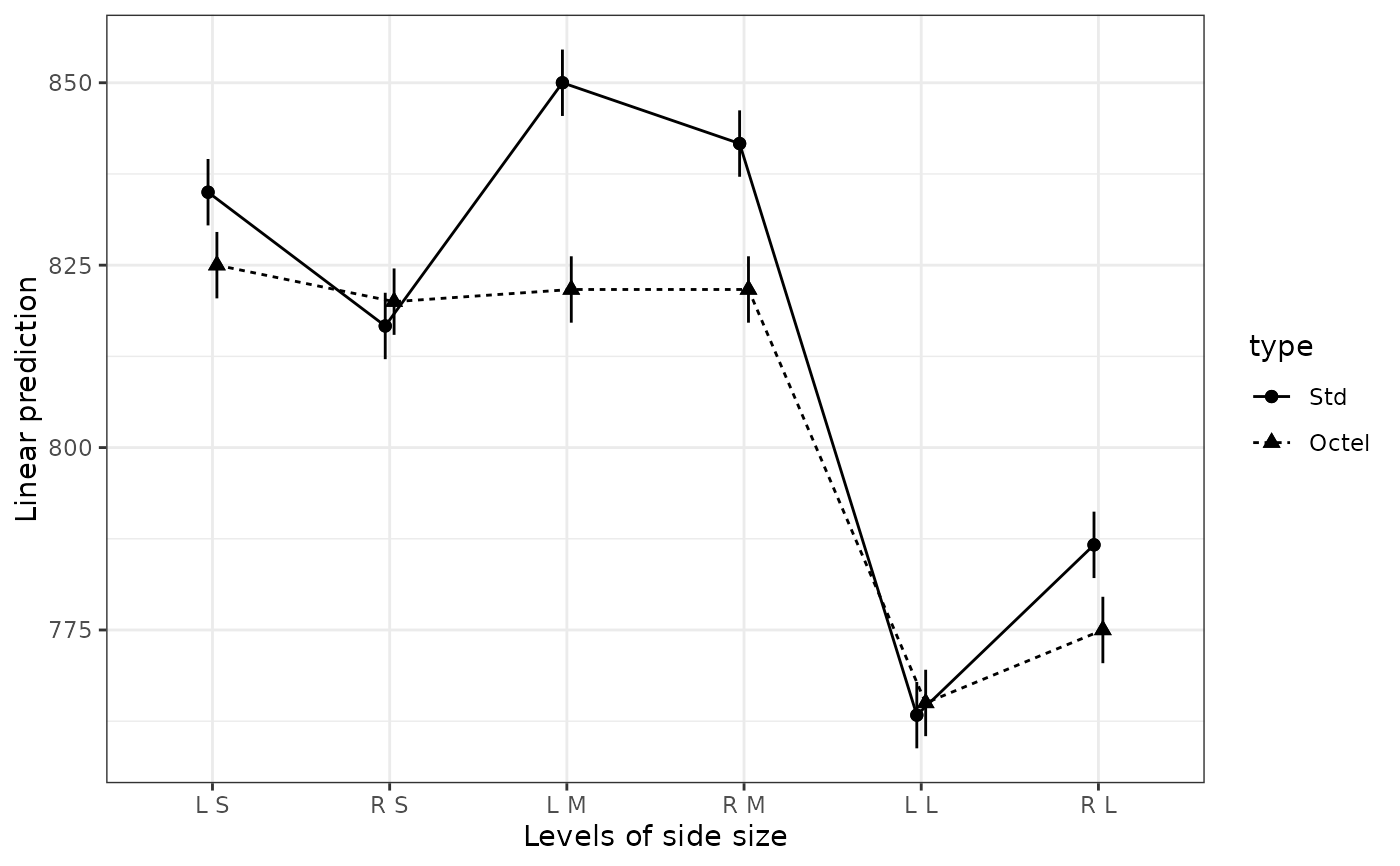 850
825
800
775
Linear prediction
L S R S L M R M L L R L
Levels of side size
type
Std
Octel